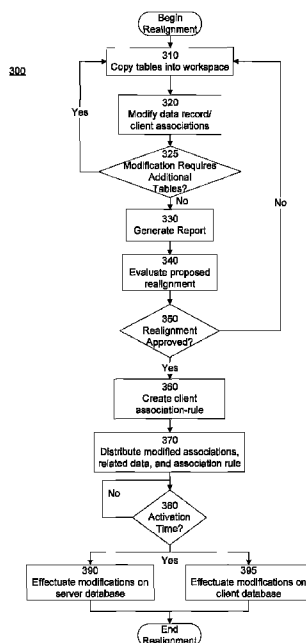 Begin
Realignment
300
310
Copy tables into workspace
Yes
320
Modify data record/
client associations
325
Modification Requires
Additional
Tables?
No
No
330
Generate Report
340
Evaluate proposed
realignment
350
Realignment
Approved?
Yes
360
Create client
association-rule
370
Distribute modified associations,
related data, and association rule
No
380
Activation
Time?
Yes
390
Effectuate modifications on
server database
395
Effectuate modifications on
client database
End
Realignment